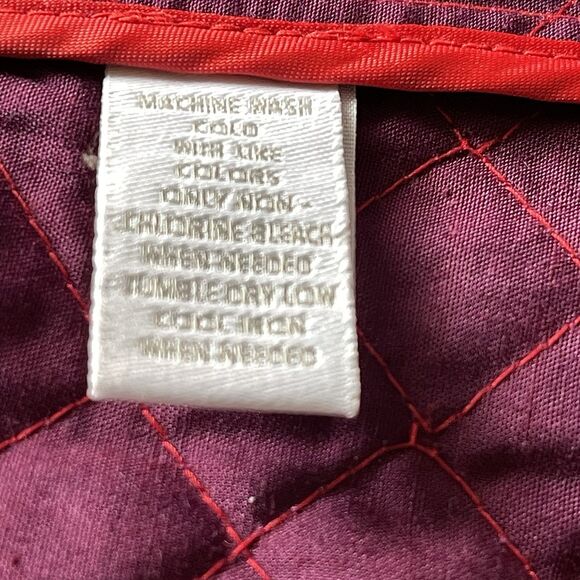 MACHINE WASH
COLD
WITH LIKE
COLORS
ONLY NON-
CHLORINE BLEACH
WHEN NEEDED
TUMBLE DRY LOW
COOL IRON
WHEN NEEDED